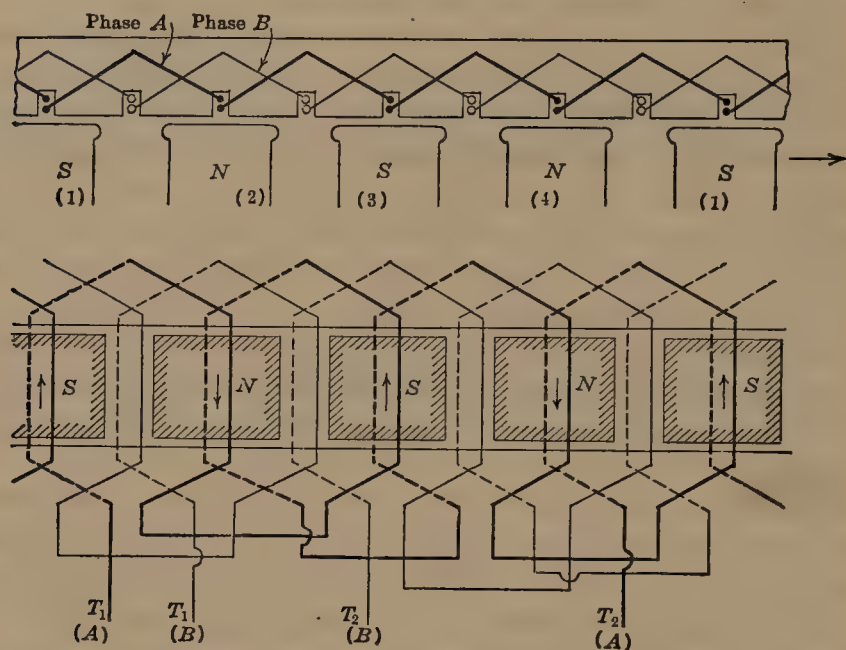 Phase A Phase B
S N S N S
(1) (2) (3) (4) (1)
S N S N S
T₁ T₁ T₂ T₂
(A) (B) (B) (A)